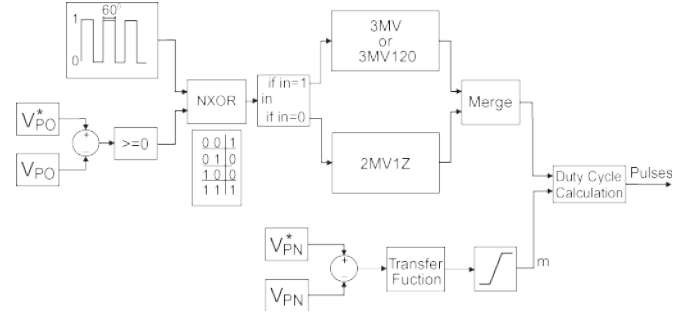 1
60°
0
V*PO
+
-
VPO
>=0
NXOR
0 0 1
0 1 0
1 0 0
1 1 1
if in=1
in
if in=0
3MV
or
3MV120
2MV1Z
Merge
Duty Cycle
Calculation
Pulses
V*PN
+
-
VPN
Transfer
Fuction
m